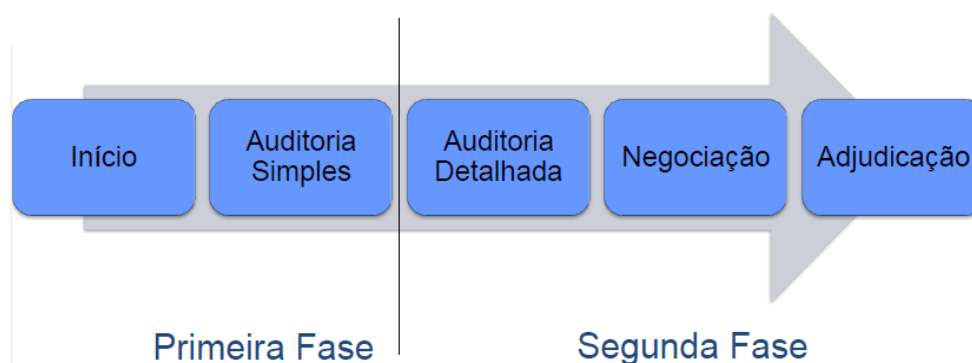 Início
Auditoria
Simples
Auditoria
Detalhada
Negociação
Adjudicação
Primeira Fase
Segunda Fase